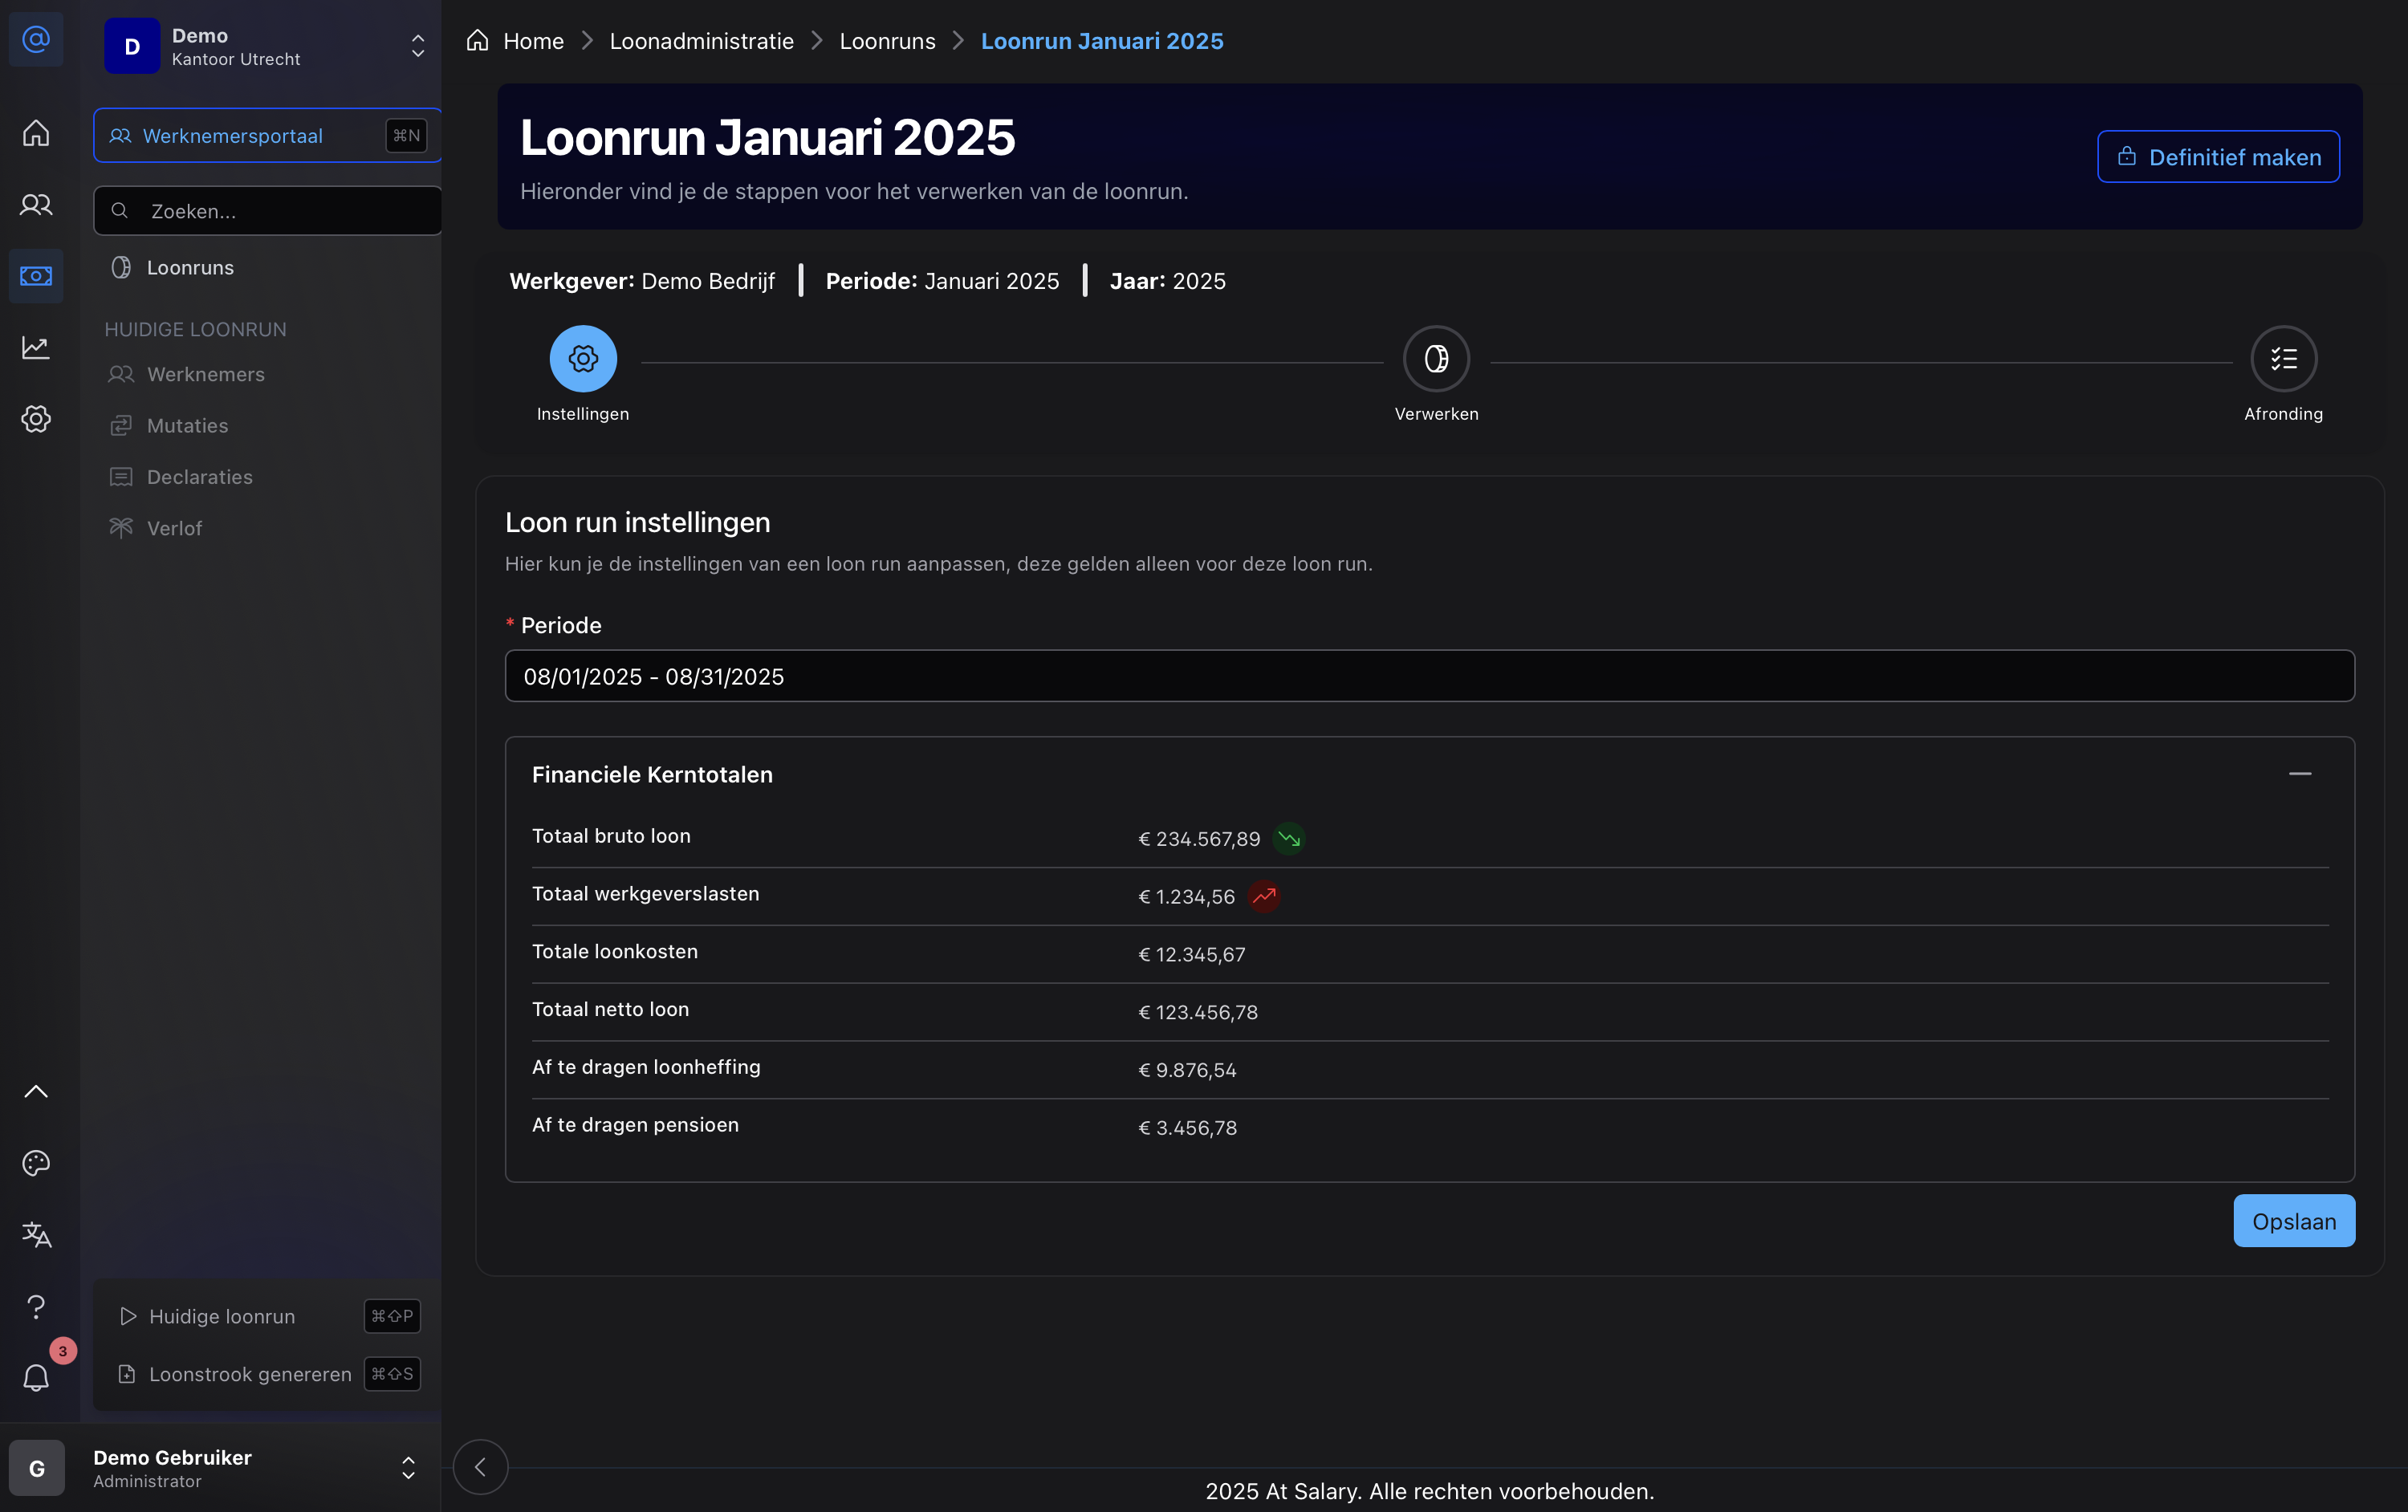 @
D
Demo
Kantoor Utrecht
Werknemersportaal ⌘N
Zoeken...
Loonruns
HUIDIGE LOONRUN
Werknemers
Mutaties
Declaraties
Verlof
Huidige loonrun ⌘⇧P
Loonstrook genereren ⌘⇧S
3
G
Demo Gebruiker
Administrator
Home > Loonadministratie > Loonruns > Loonrun Januari 2025
Loonrun Januari 2025
Hieronder vind je de stappen voor het verwerken van de loonrun.
Definitief maken
Werkgever: Demo Bedrijf | Periode: Januari 2025 | Jaar: 2025
Instellingen Verwerken Afronding
Loon run instellingen
Hier kun je de instellingen van een loon run aanpassen, deze gelden alleen voor deze loon run.
* Periode
08/01/2025 - 08/31/2025
Financiele Kerntotalen
Totaal bruto loon € 234.567,89
Totaal werkgeverslasten € 1.234,56
Totale loonkosten € 12.345,67
Totaal netto loon € 123.456,78
Af te dragen loonheffing € 9.876,54
Af te dragen pensioen € 3.456,78
Opslaan
2025 At Salary. Alle rechten voorbehouden.